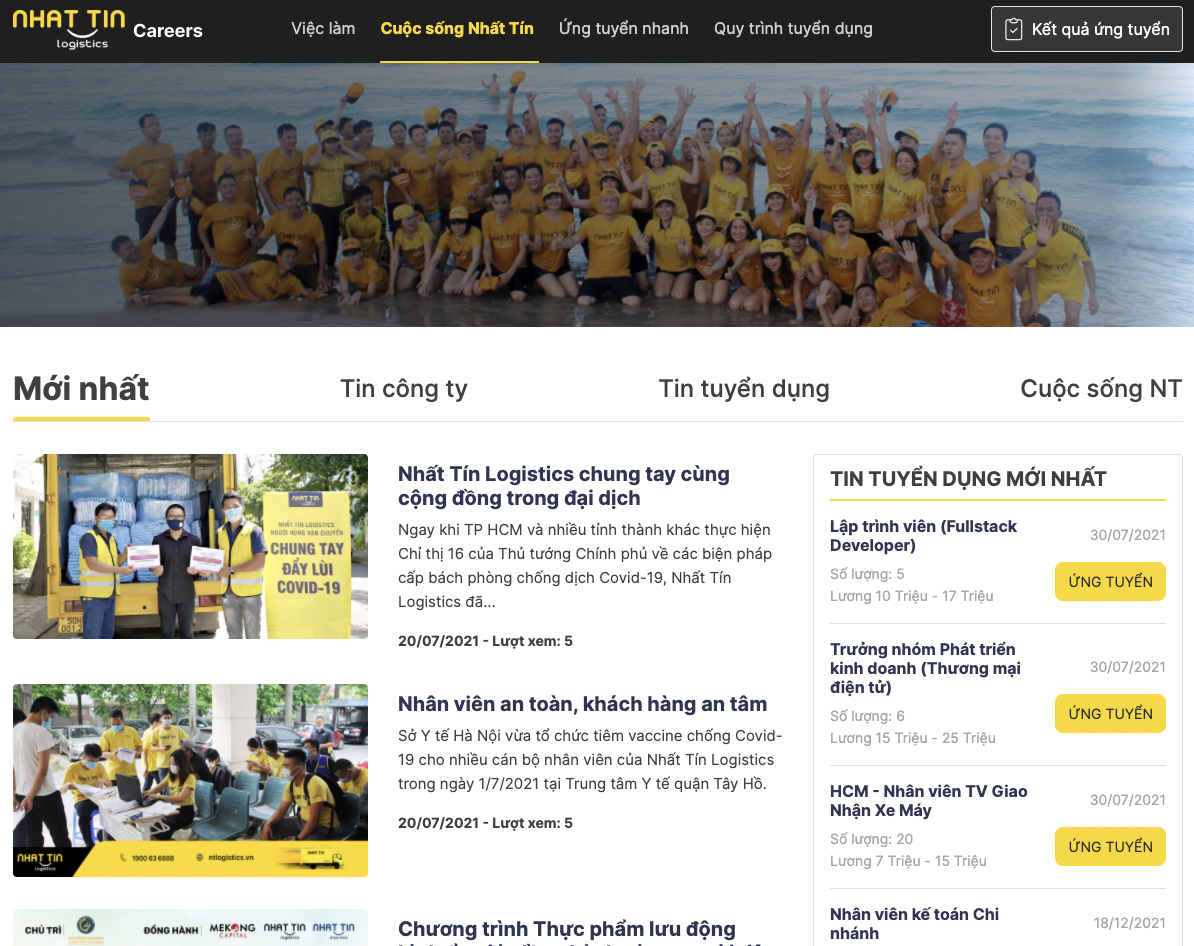 NHAT TIN
logistics
Careers
Việc làm
Cuộc sống Nhất Tín
Ứng tuyển nhanh
Quy trình tuyển dụng
Kết quả ứng tuyển
Mới nhất
Tin công ty
Tin tuyển dụng
Cuộc sống NT
NHẤT TÍN LOGISTICS
NGƯỜI HÙNG VẬN CHUYỂN
CHUNG TAY
ĐẨY LÙI
COVID-19
Nhất Tín Logistics chung tay cùng
cộng đồng trong đại dịch
Ngay khi TP HCM và nhiều tỉnh thành khác thực hiện
Chỉ thị 16 của Thủ tướng Chính phủ về các biện pháp
cấp bách phòng chống dịch Covid-19, Nhất Tín
Logistics đã...
20/07/2021 - Lượt xem: 5
NHAT TIN
logistics
1900 63 6688
ntlogistics.vn
Nhân viên an toàn, khách hàng an tâm
Sở Y tế Hà Nội vừa tổ chức tiêm vaccine chống Covid-
19 cho nhiều cán bộ nhân viên của Nhất Tín Logistics
trong ngày 1/7/2021 tại Trung tâm Y tế quận Tây Hồ.
20/07/2021 - Lượt xem: 5
CHỦ TRÌ
ĐỒNG HÀNH
MEKONG
CAPITAL
NHAT TIN
logistics
NHAT TIN
express
Chương trình Thực phẩm lưu động
TIN TUYỂN DỤNG MỚI NHẤT
Lập trình viên (Fullstack
Developer)
30/07/2021
Số lượng: 5
Lương 10 Triệu - 17 Triệu
ỨNG TUYỂN
Trưởng nhóm Phát triển
kinh doanh (Thương mại
điện tử)
30/07/2021
Số lượng: 6
Lương 15 Triệu - 25 Triệu
ỨNG TUYỂN
HCM - Nhân viên TV Giao
Nhận Xe Máy
30/07/2021
Số lượng: 20
Lương 7 Triệu - 15 Triệu
ỨNG TUYỂN
Nhân viên kế toán Chi
nhánh
18/12/2021